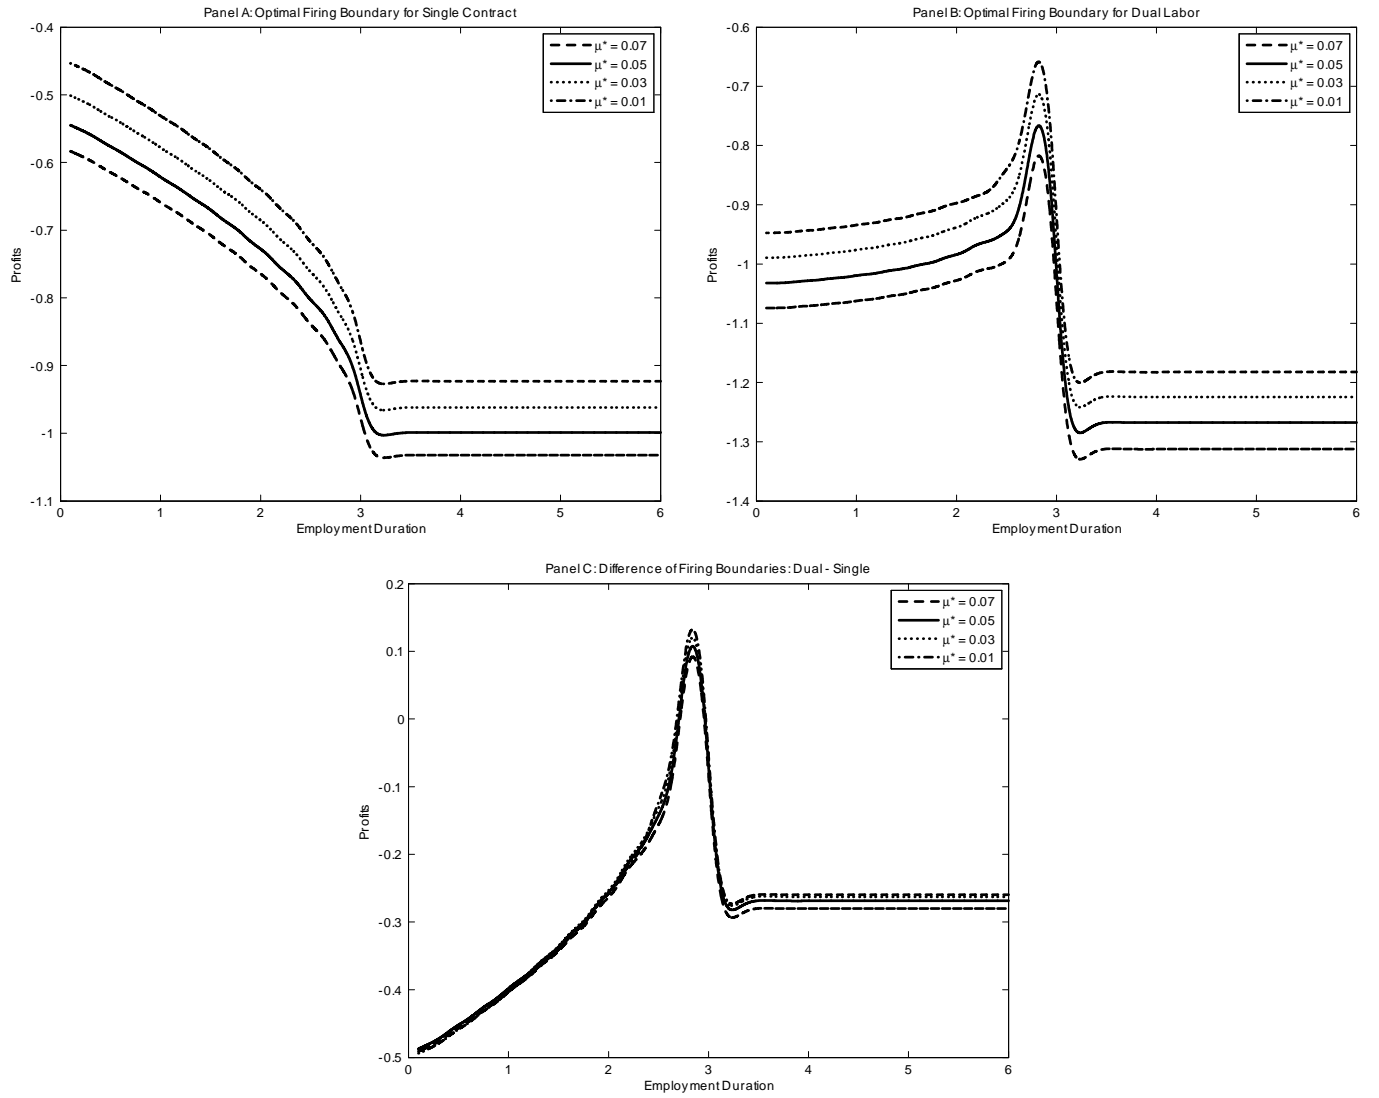 Panel A: Optimal Firing Boundary for Single Contract
-0.4
-0.5
-0.6
-0.7
-0.8
-0.9
-1
-1.1
Profits
0 1 2 3 4 5 6
Employment Duration
μ* = 0.07
μ* = 0.05
μ* = 0.03
μ* = 0.01
Panel B: Optimal Firing Boundary for Dual Labor
-0.6
-0.7
-0.8
-0.9
-1
-1.1
-1.2
-1.3
-1.4
Profits
0 1 2 3 4 5 6
Employment Duration
μ* = 0.07
μ* = 0.05
μ* = 0.03
μ* = 0.01
Panel C: Difference of Firing Boundaries: Dual - Single
0.2
0.1
0
-0.1
-0.2
-0.3
-0.4
-0.5
Profits
0 1 2 3 4 5 6
Employment Duration
μ* = 0.07
μ* = 0.05
μ* = 0.03
μ* = 0.01